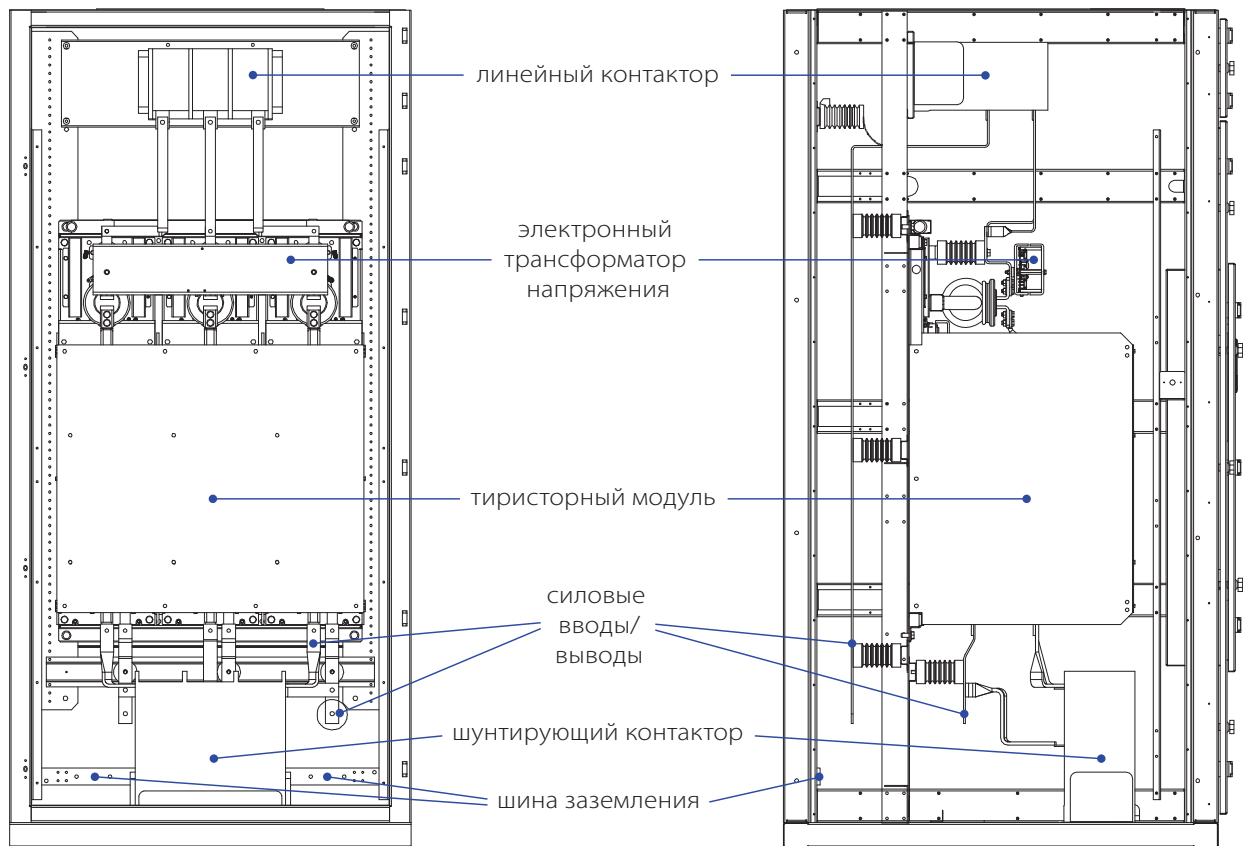 линейный контактор
электронный
трансформатор
напряжения
тиристорный модуль
силовые
вводы/
выводы
шунтирующий контактор
шина заземления